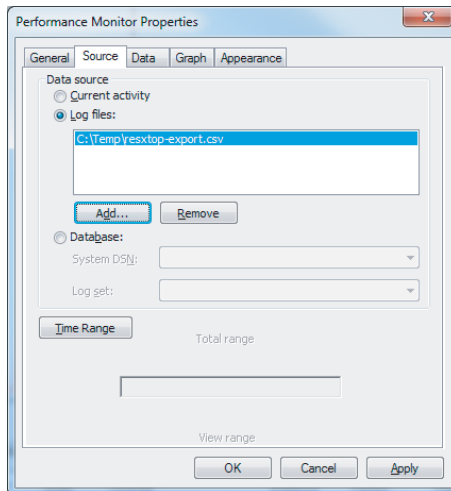 Performance Monitor Properties
x
General Source Data Graph Appearance
Data source
Current activity
Log files:
C:\Temp\resxtop-export.csv
Add... Remove
Database:
System DSN:
Log set:
Time Range
Total range
View range
OK Cancel Apply